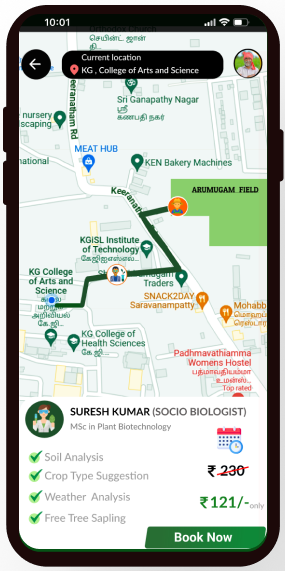 10:01
செயின்ட். ஜான்
தி...
Current location
KG , College of Arts and Science
Keeranatham Rd
Sri Ganapathy Nagar
ஸ்ரீ
கணபதி நகர்
nursery
scaping
MEAT HUB
national
KEN Bakery Machines
ARUMUGAM FIELD
KGiSL Institute
of Technology
கேஜிஐஎஸ்எல்...
Traders
KG College
of Arts and
Science
மற்றும்
அறிவியல்
கே.ஜி...
SNACK2DAY
Saravanampatty
Mohabb
KG College of
Health Sciences
கே.ஜி...
Padhmavathiamma
Womens Hostel
பத்மாவதியம்மா
உமன்ஸ்...
Top rated
SURESH KUMAR (SOCIO BIOLOGIST)
MSc in Plant Biotechnology
Soil Analysis
Crop Type Suggestion
₹ 230
Weather Analysis
₹121/-only
Free Tree Sapling
Book Now